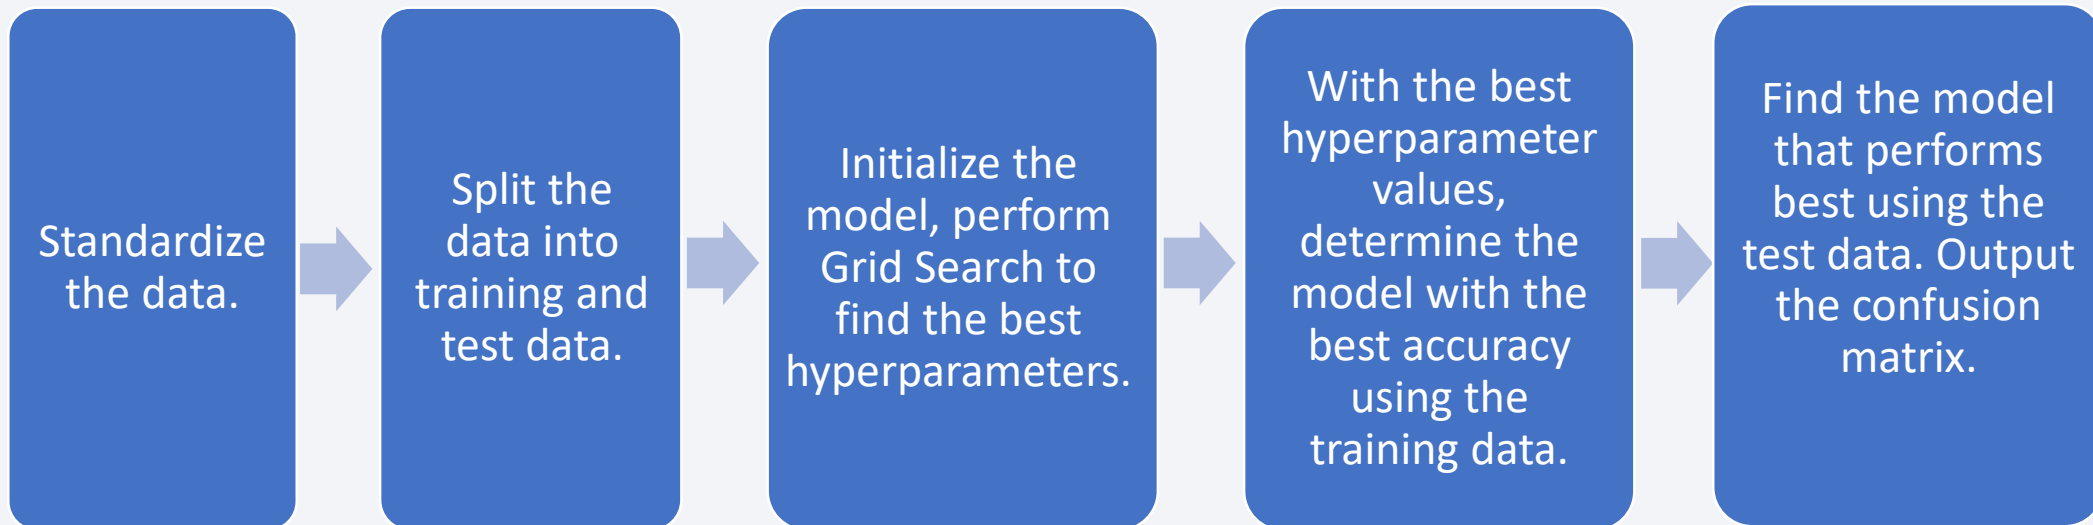 Standardize
the data.
Split the
data into
training and
test data.
Initialize the
model, perform
Grid Search to
find the best
hyperparameters.
With the best
hyperparameter
values,
determine the
model with the
best accuracy
using the
training data.
Find the model
that performs
best using the
test data. Output
the confusion
matrix.